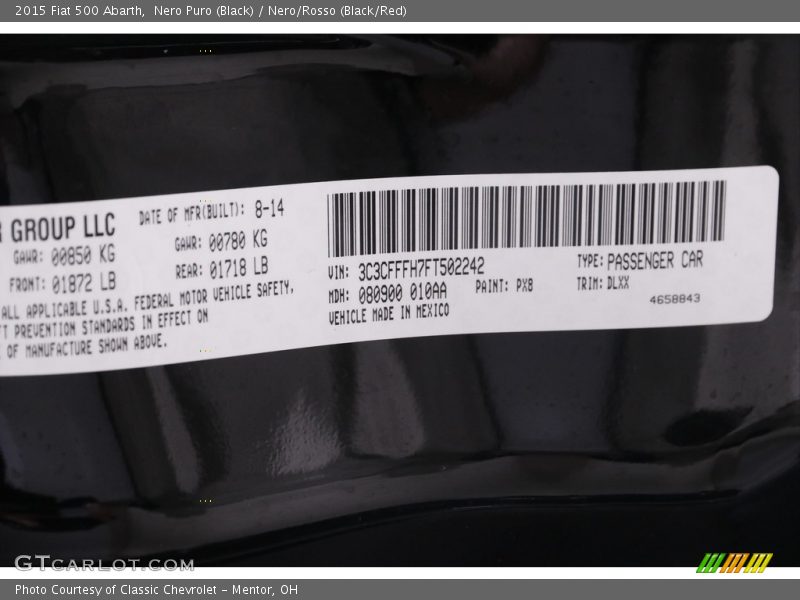 2015 Fiat 500 Abarth, Nero Puro (Black) / Nero/Rosso (Black/Red)
GROUP LLC
DATE OF MFR(BUILT): 8-14
GAWR: 00850 KG
GAWR: 00780 KG
FRONT: 01872 LB
REAR: 01718 LB
ALL APPLICABLE U.S.A. FEDERAL MOTOR VEHICLE SAFETY,
PREVENTION STANDARDS IN EFFECT ON
OF MANUFACTURE SHOWN ABOVE.
VIN: 3C3CFFFH7FT502242
TYPE: PASSENGER CAR
MDH: 080900 010AA
PAINT: PX8
TRIM: DLXX
VEHICLE MADE IN MEXICO
4658843
GTCARLOT.COM
Photo Courtesy of Classic Chevrolet - Mentor, OH